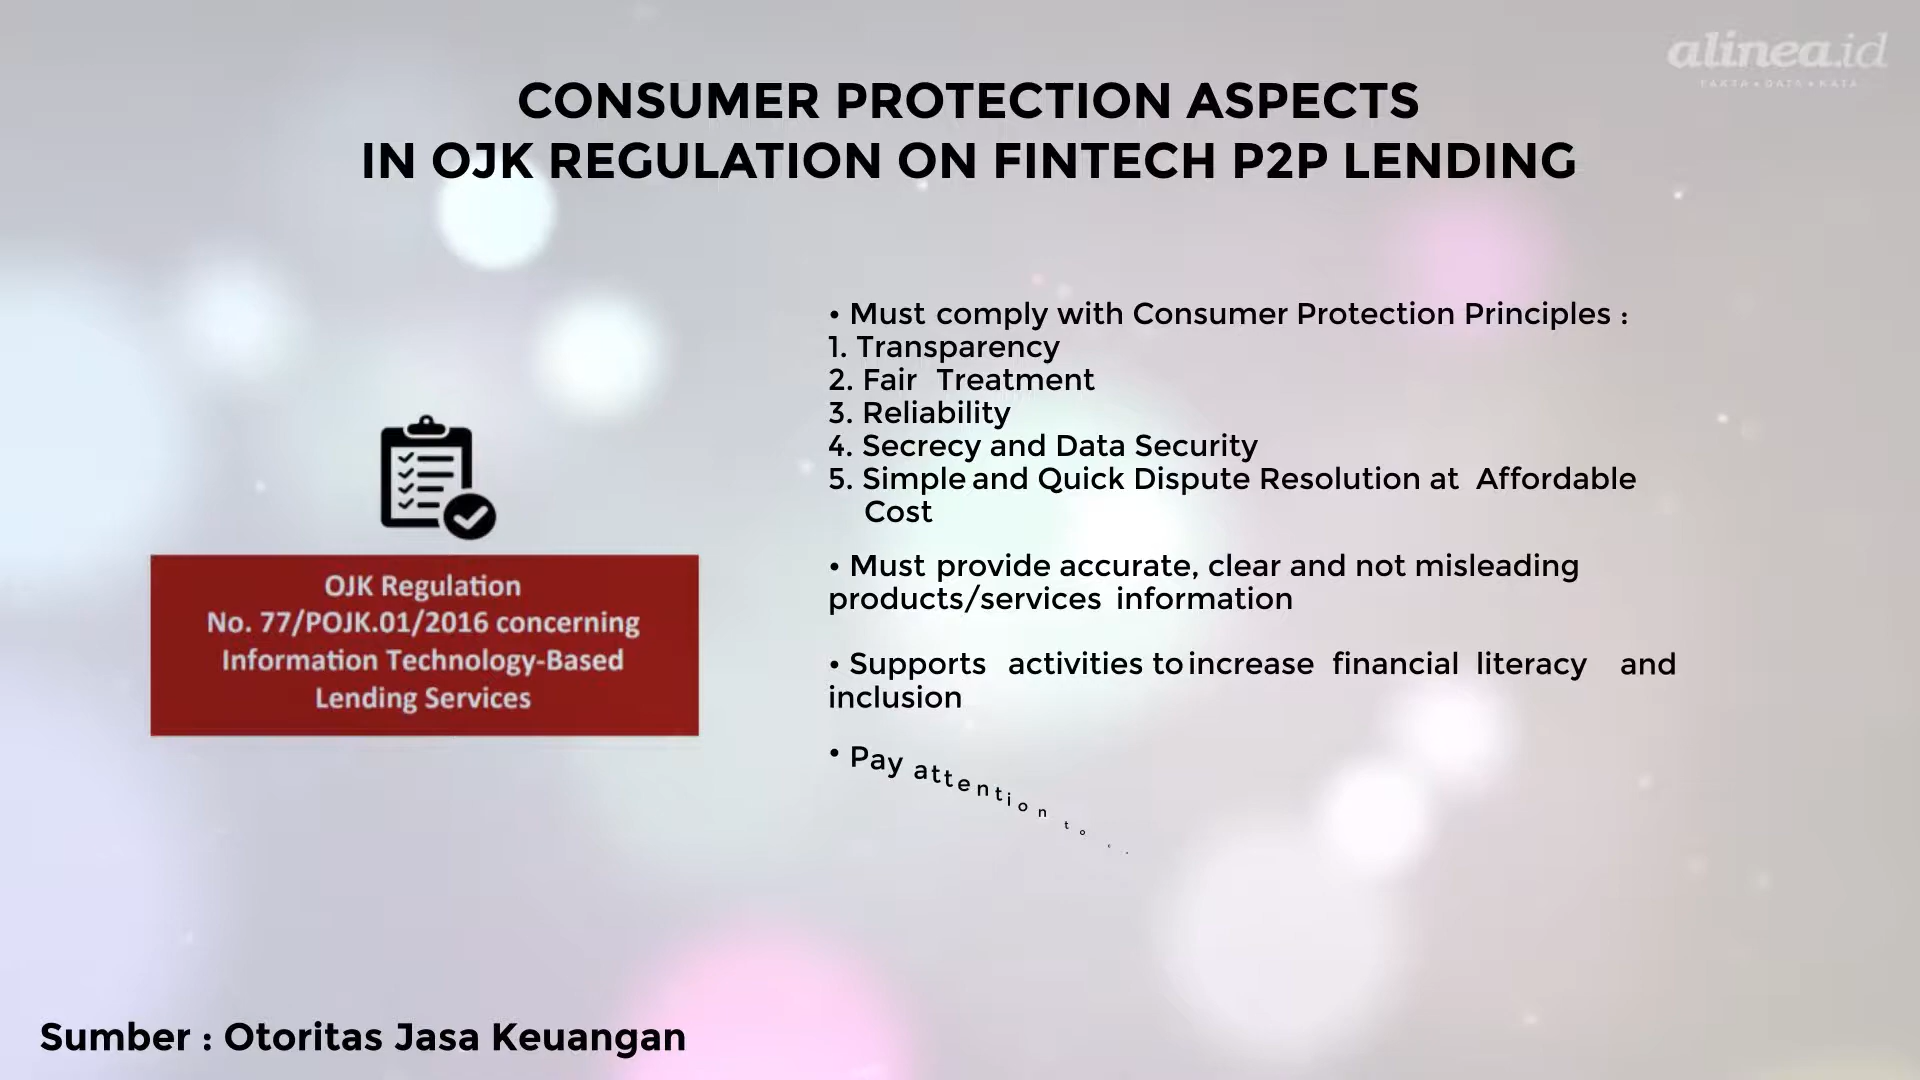 alinea.id
FAKTA • DATA • KATA
CONSUMER PROTECTION ASPECTS
IN OJK REGULATION ON FINTECH P2P LENDING
OJK Regulation
No. 77/POJK.01/2016 concerning
Information Technology-Based
Lending Services
• Must comply with Consumer Protection Principles :
1. Transparency
2. Fair Treatment
3. Reliability
4. Secrecy and Data Security
5. Simple and Quick Dispute Resolution at Affordable
Cost
• Must provide accurate, clear and not misleading
products/services information
• Supports activities to increase financial literacy and
inclusion
• Pay attention to
Sumber : Otoritas Jasa Keuangan